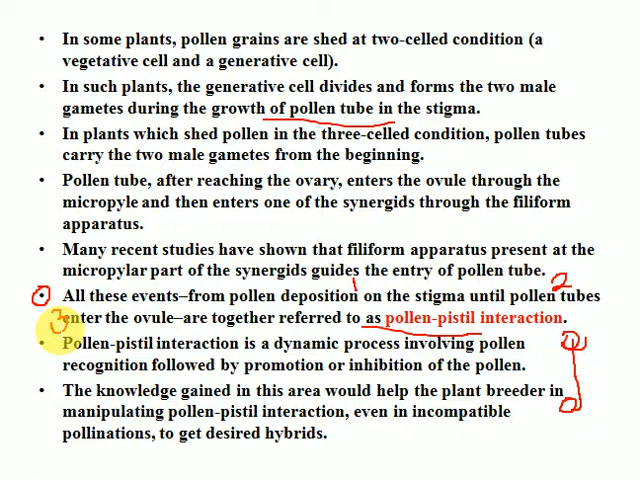 • In some plants, pollen grains are shed at two-celled condition (a
vegetative cell and a generative cell).
• In such plants, the generative cell divides and forms the two male
gametes during the growth of pollen tube in the stigma.
• In plants which shed pollen in the three-celled condition, pollen tubes
carry the two male gametes from the beginning.
• Pollen tube, after reaching the ovary, enters the ovule through the
micropyle and then enters one of the synergids through the filiform
apparatus.
• Many recent studies have shown that filiform apparatus present at the
micropylar part of the synergids guides the entry of pollen tube.
1 2
• All these events–from pollen deposition on the stigma until pollen tubes
3 enter the ovule–are together referred to as pollen-pistil interaction.
• Pollen-pistil interaction is a dynamic process involving pollen
recognition followed by promotion or inhibition of the pollen.
• The knowledge gained in this area would help the plant breeder in
manipulating pollen-pistil interaction, even in incompatible
pollinations, to get desired hybrids.